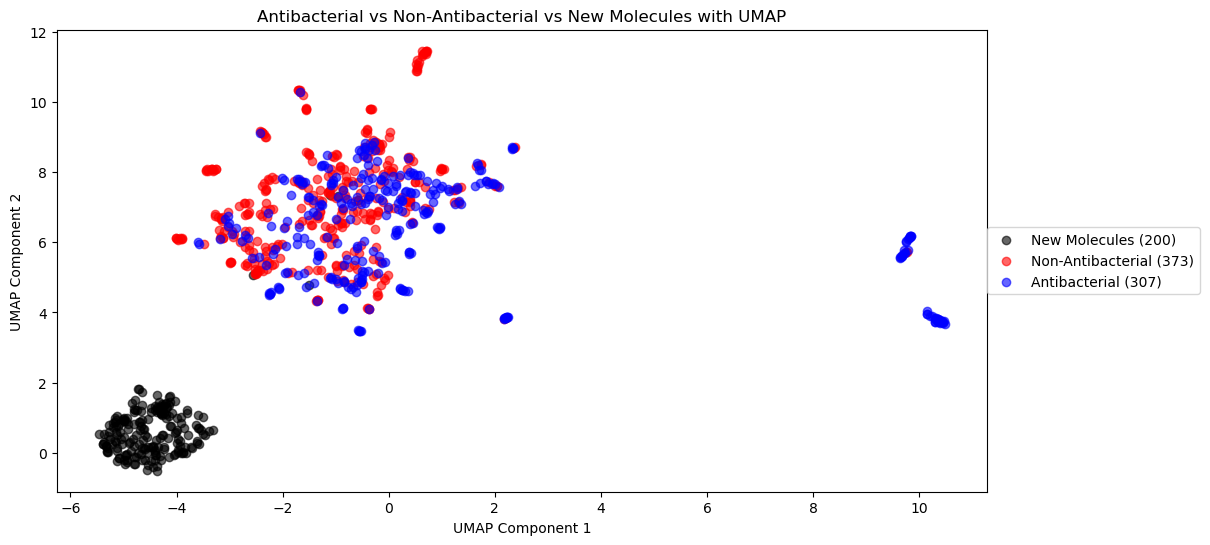 Antibacterial vs Non-Antibacterial vs New Molecules with UMAP
12
10
8
6
4
2
0
UMAP Component 2
New Molecules (200)
Non-Antibacterial (373)
Antibacterial (307)
−6 −4 −2 0 2 4 6 8 10
UMAP Component 1